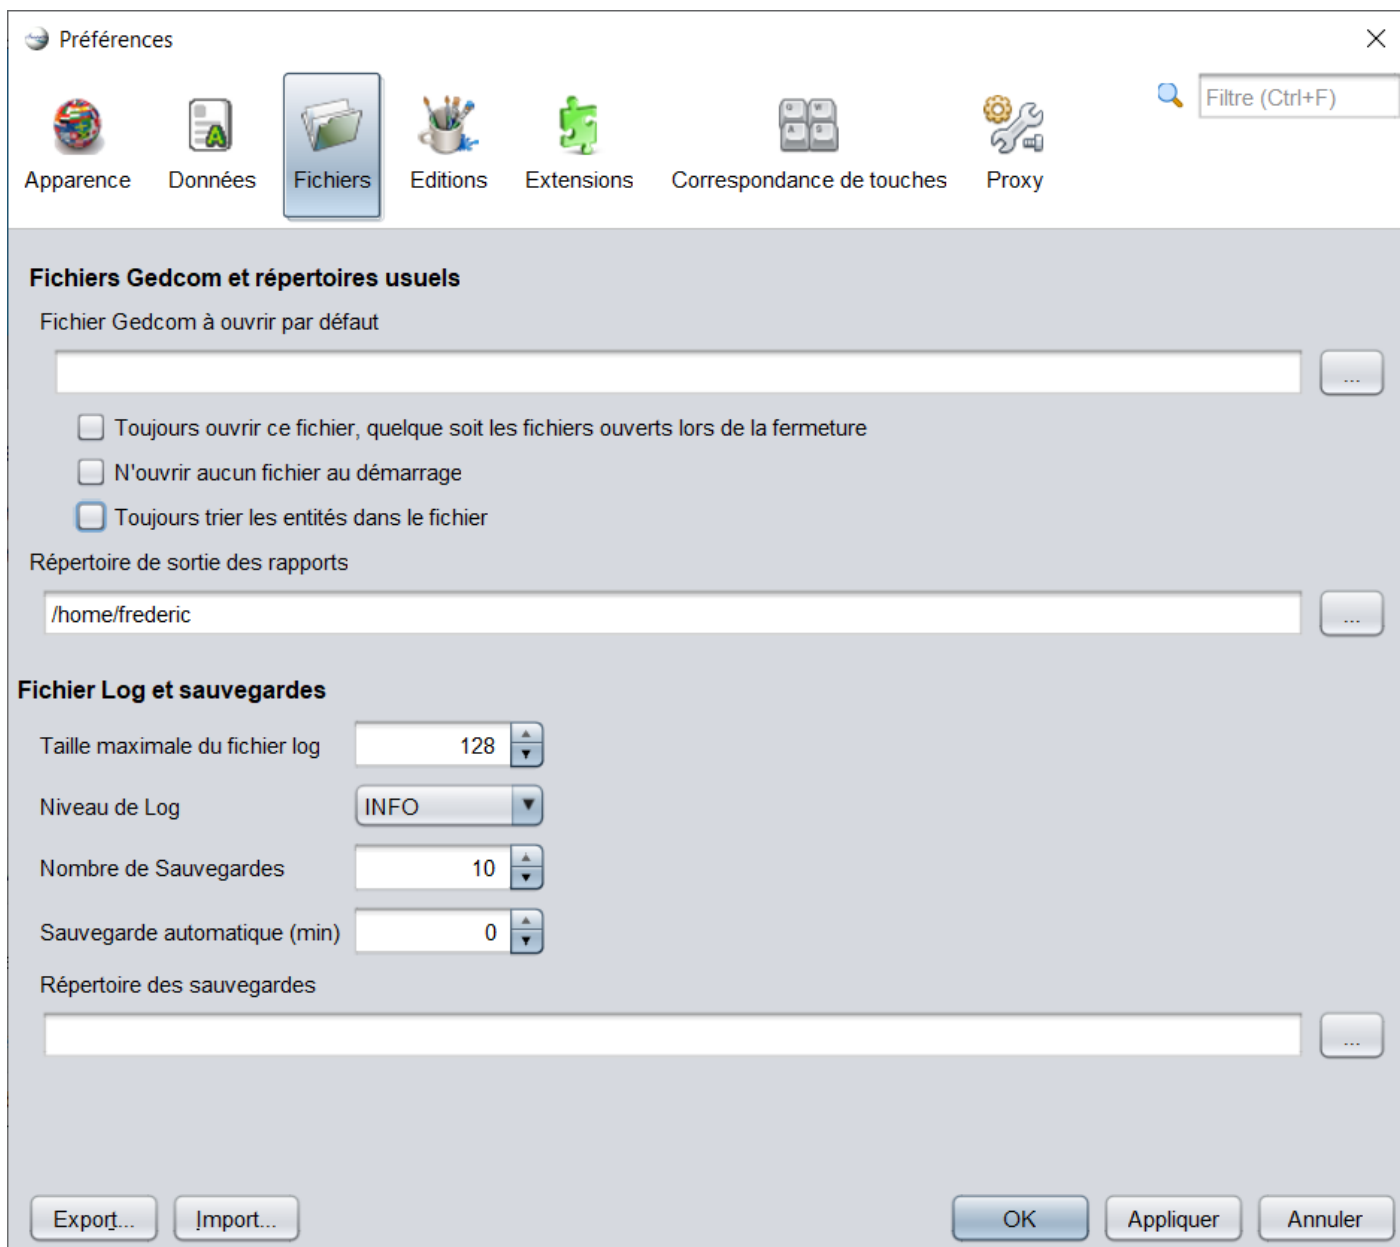 Préférences
Filtre (Ctrl+F)
Apparence Données Fichiers Editions Extensions Correspondance de touches Proxy
Fichiers Gedcom et répertoires usuels
Fichier Gedcom à ouvrir par défaut
...
Toujours ouvrir ce fichier, quelque soit les fichiers ouverts lors de la fermeture
N'ouvrir aucun fichier au démarrage
Toujours trier les entités dans le fichier
Répertoire de sortie des rapports
/home/frederic ...
Fichier Log et sauvegardes
Taille maximale du fichier log 128
Niveau de Log INFO
Nombre de Sauvegardes 10
Sauvegarde automatique (min) 0
Répertoire des sauvegardes
...
Export... Import... OK Appliquer Annuler